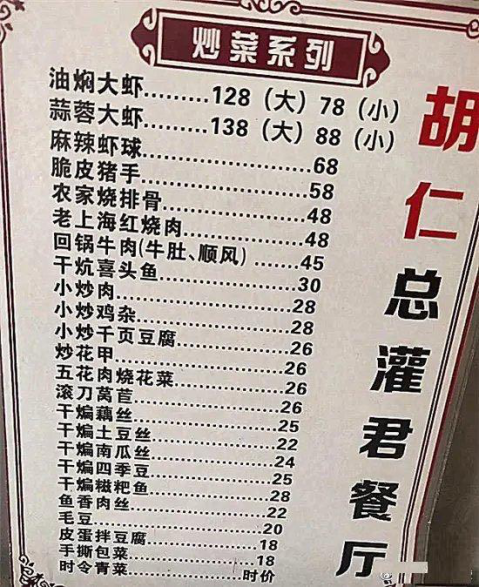 炒菜系列
油焖大虾.........128（大）78（小）
蒜蓉大虾.........138（大）88（小）
麻辣虾球........................68
脆皮猪手........................58
农家烧排骨.....................48
老上海红烧肉..................48
回锅牛肉(牛肚、顺风) ......45
干炕喜头鱼.....................30
小炒肉...........................28
小炒鸡杂........................28
小炒千页豆腐..................26
炒花甲...........................26
五花肉烧花菜..................26
滚刀莴苣........................26
干煸藕丝........................25
干煸土豆丝.....................22
干煸南瓜丝.....................24
干煸四季豆.....................25
干煸糍粑鱼.....................28
鱼香肉丝........................22
毛豆..............................20
皮蛋拌豆腐.....................18
手撕包菜........................18
时令青菜........................时价
胡仁总灌君餐厅